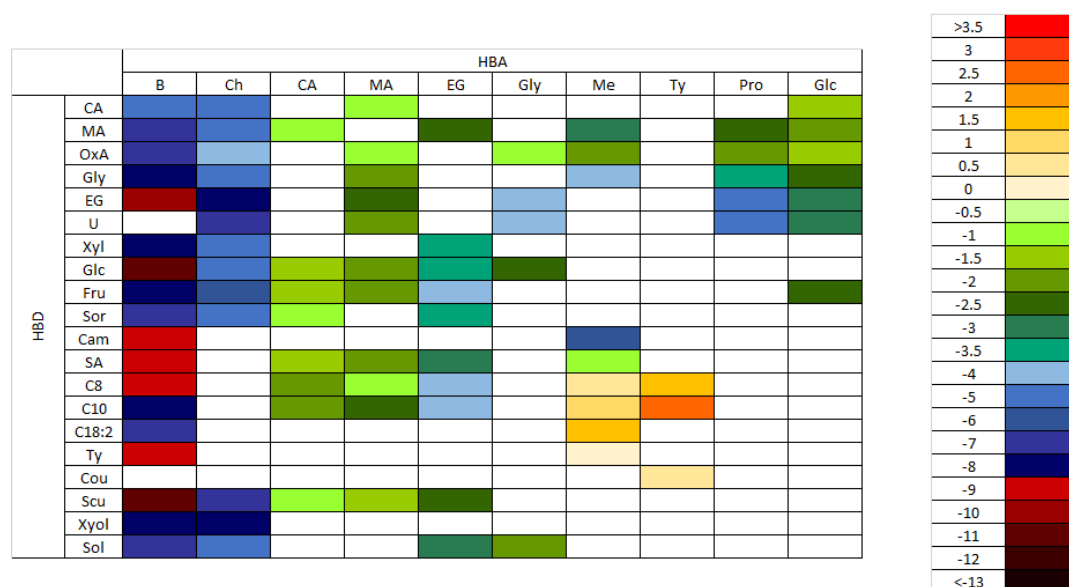 HBA
B Ch CA MA EG Gly Me Ty Pro Glc
HBD
CA
MA
OxA
Gly
EG
U
Xyl
Glc
Fru
Sor
Cam
SA
C8
C10
C18:2
Ty
Cou
Scu
Xyol
Sol
>3.5
3
2.5
2
1.5
1
0.5
0
-0.5
-1
-1.5
-2
-2.5
-3
-3.5
-4
-5
-6
-7
-8
-9
-10
-11
-12
<-13